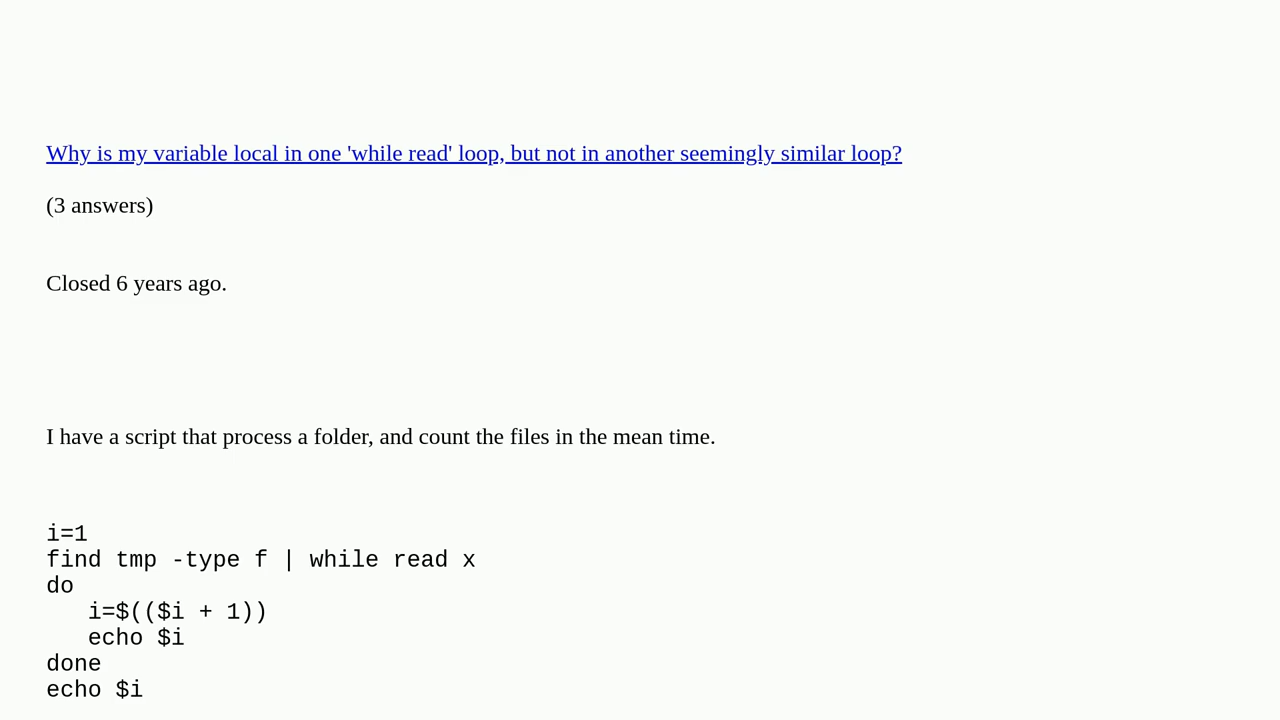 Why is my variable local in one 'while read' loop, but not in another seemingly similar loop?
(3 answers)
Closed 6 years ago.
I have a script that process a folder, and count the files in the mean time.
i=1
find tmp -type f | while read x
do
   i=$(($i + 1))
   echo $i
done
echo $i